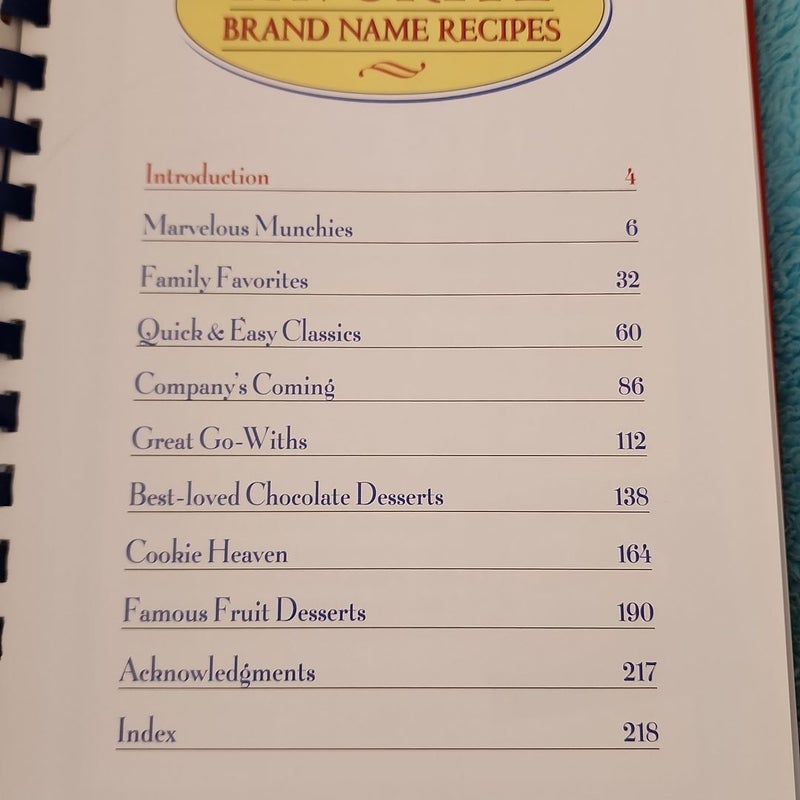 BRAND NAME RECIPES
Introduction 4
Marvelous Munchies 6
Family Favorites 32
Quick & Easy Classics 60
Company's Coming 86
Great Go-Withs 112
Best-loved Chocolate Desserts 138
Cookie Heaven 164
Famous Fruit Desserts 190
Acknowledgments 217
Index 218